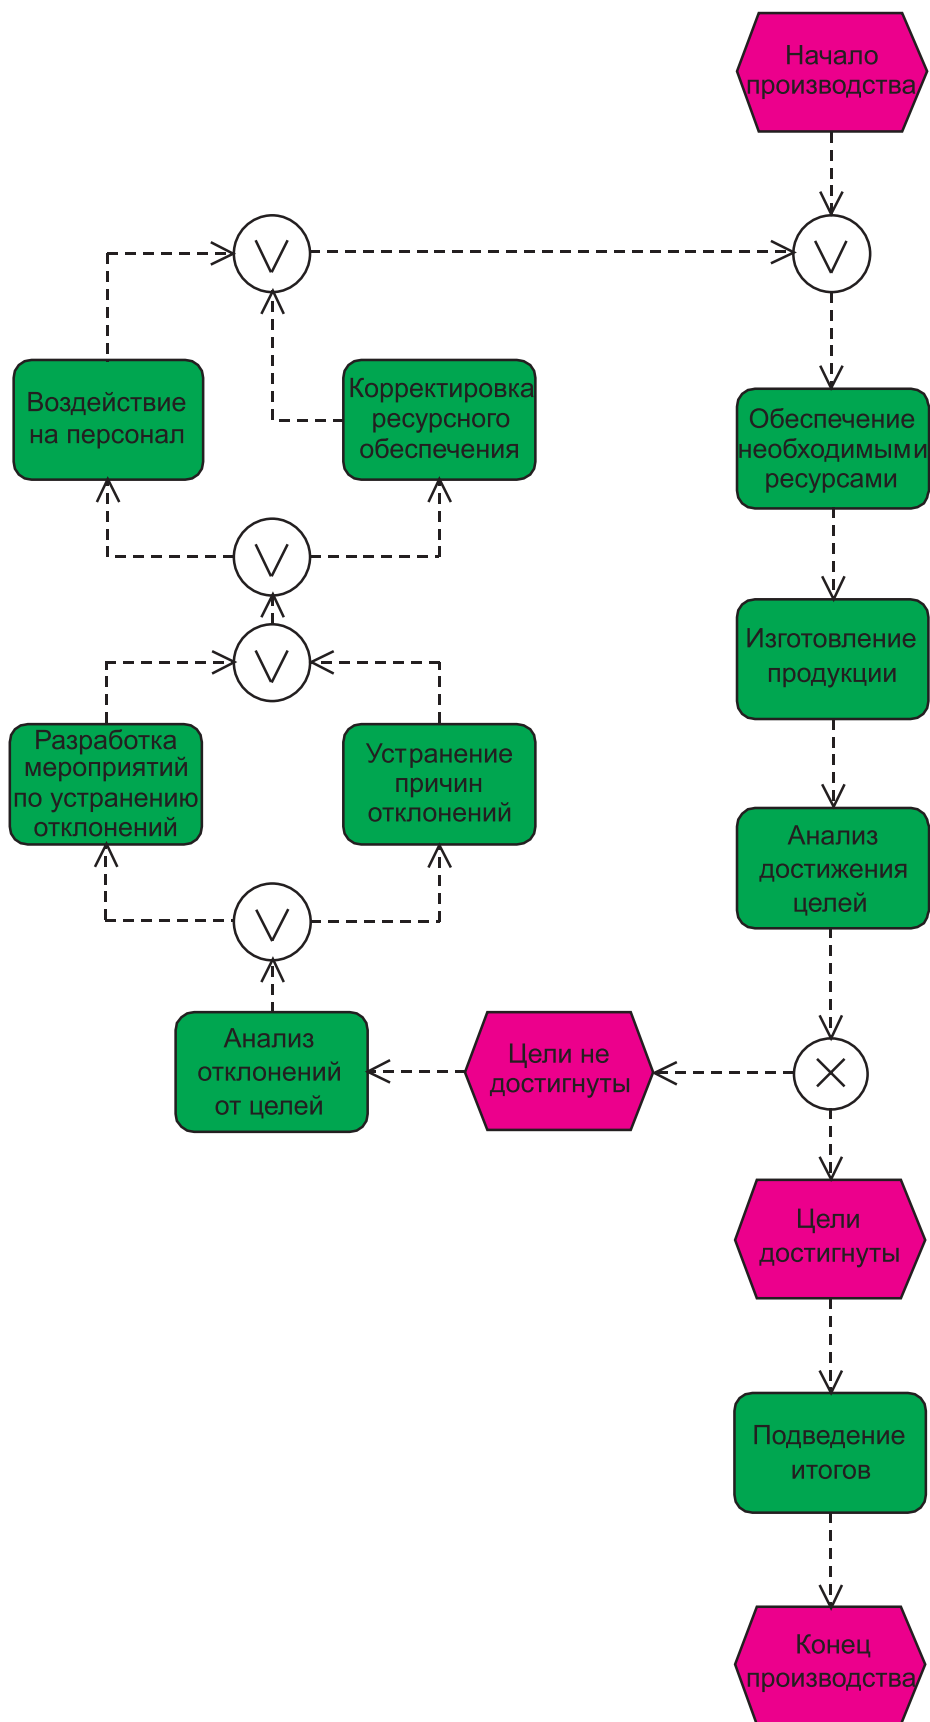 Начало
производства
V
V
Воздействие
на персонал
Корректировка
ресурсного
обеспечения
Обеспечение
необходимыми
ресурсами
V
V
Изготовление
продукции
Разработка
мероприятий
по устранению
отклонений
Устранение
причин
отклонений
Анализ
достижения
целей
V
Анализ
отклонений
от целей
Цели не
достигнуты
X
Цели
достигнуты
Подведение
итогов
Конец
производства